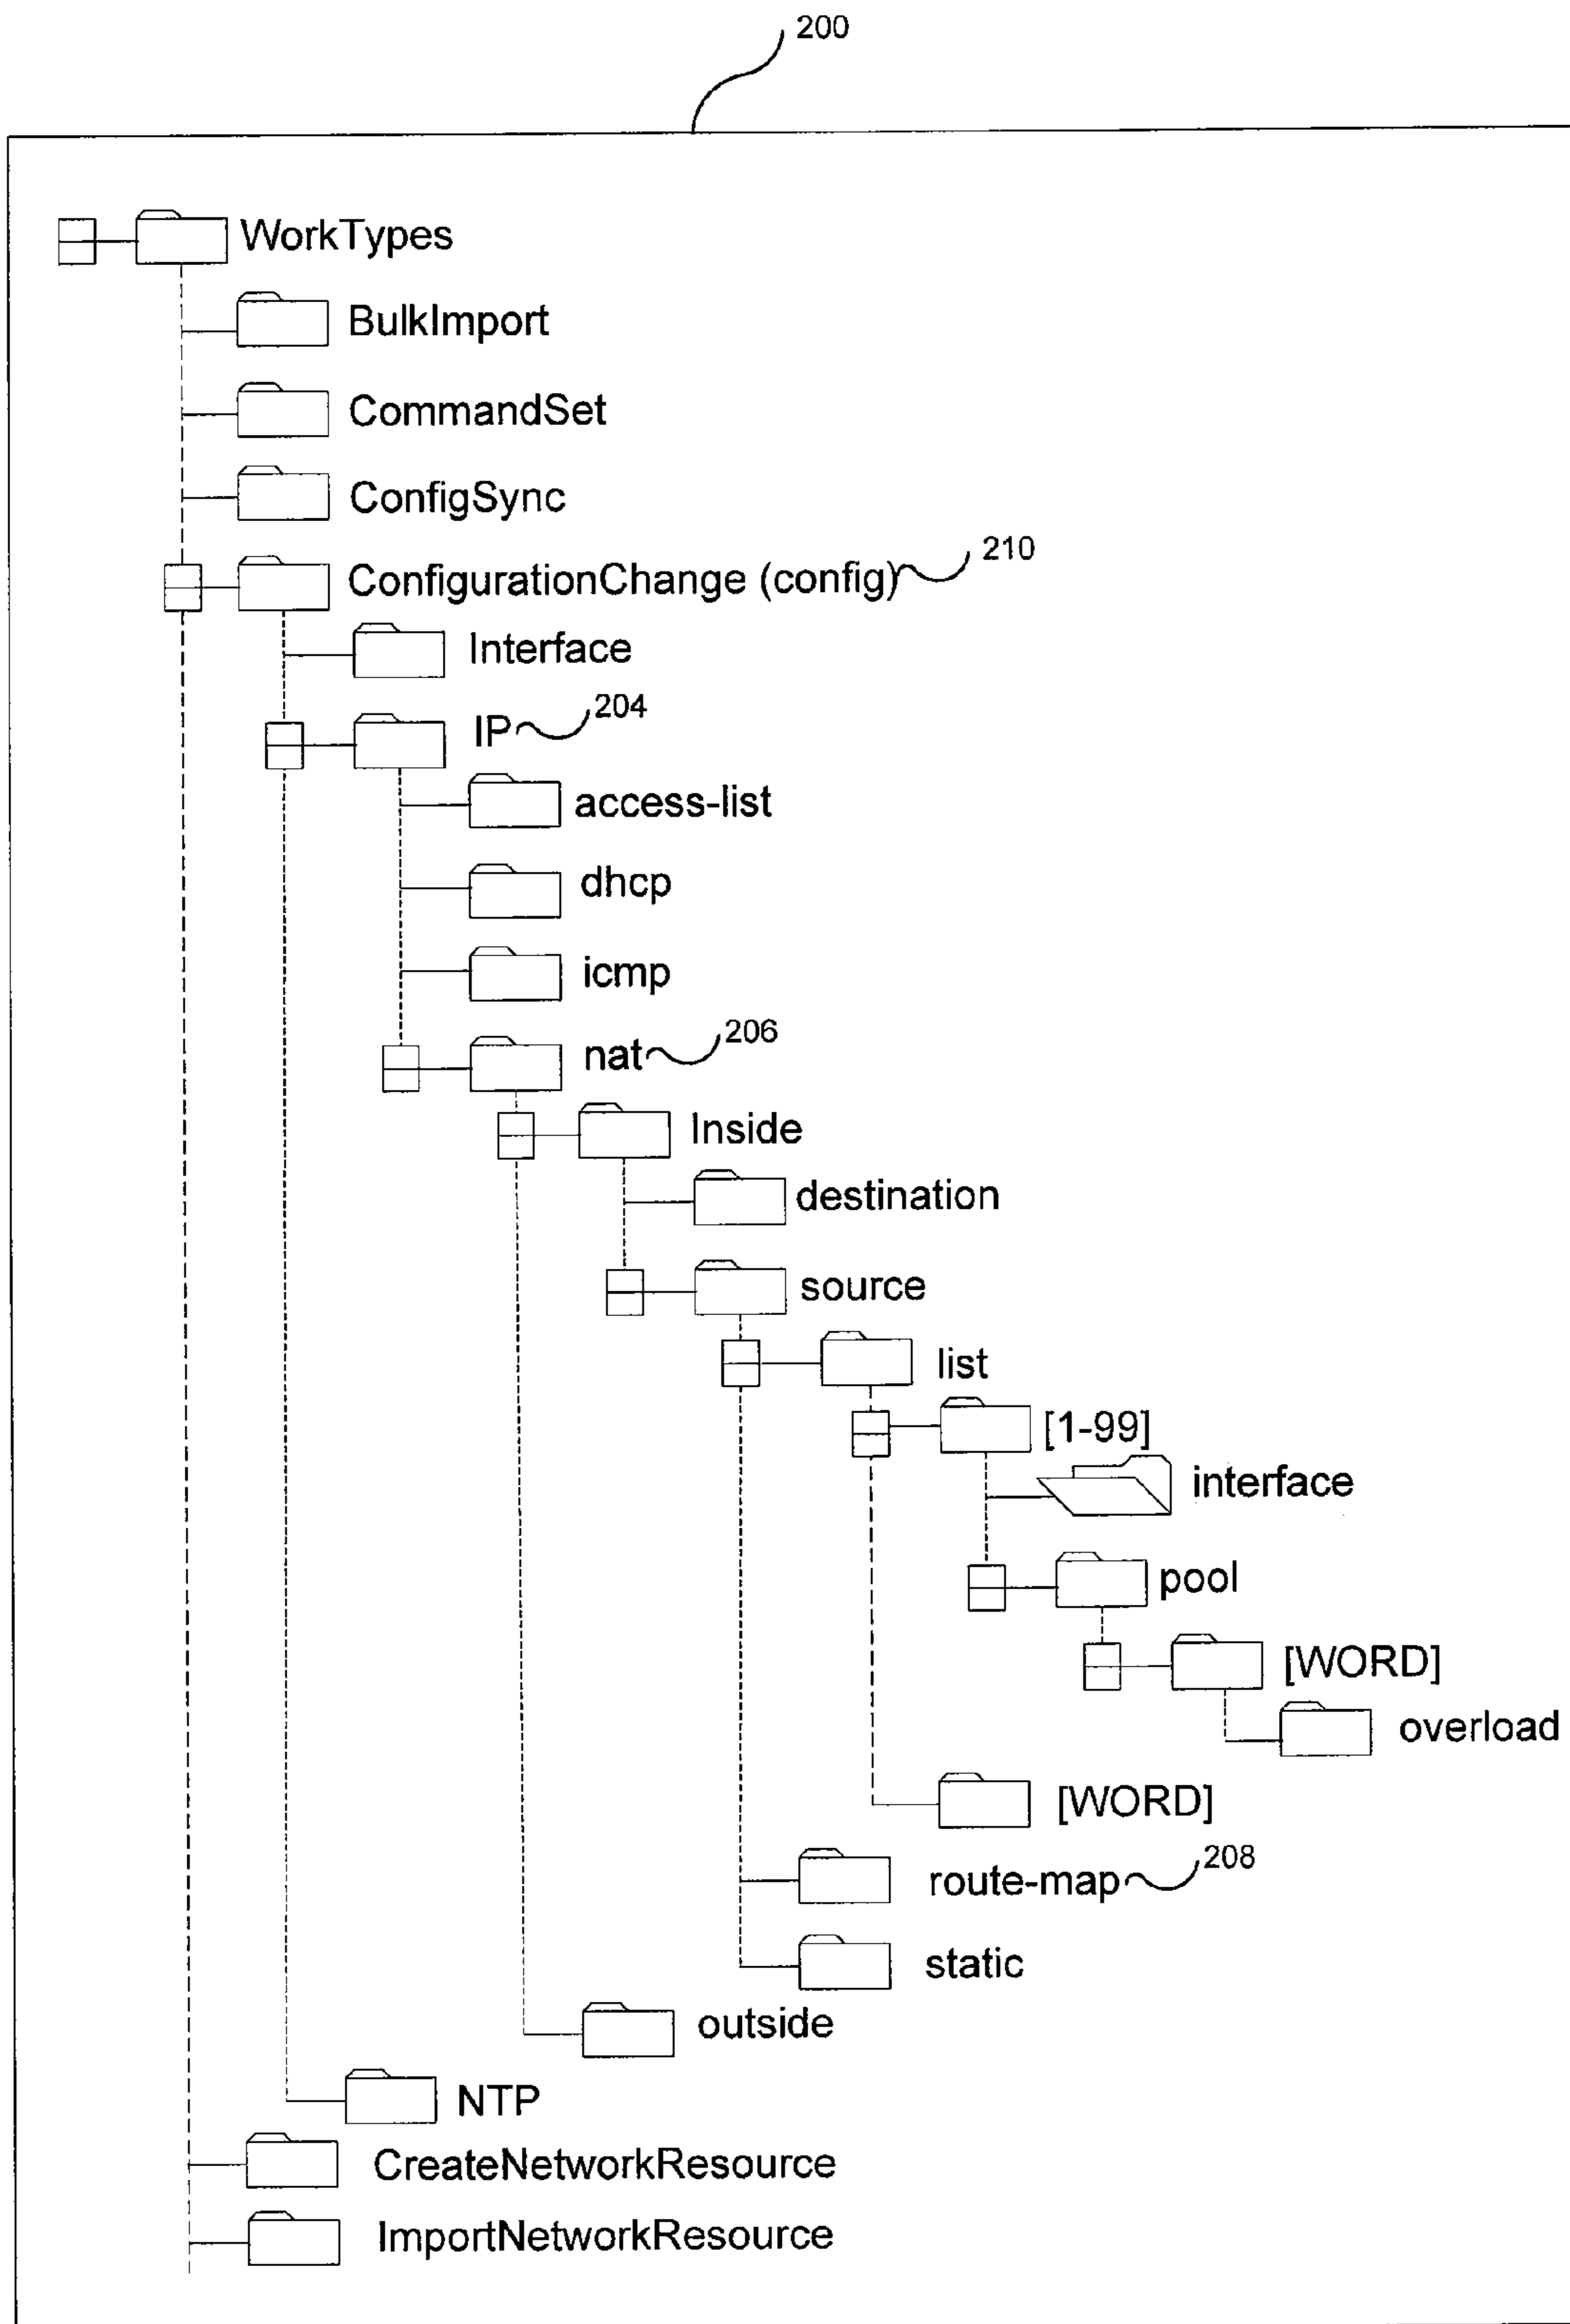 200
WorkTypes
BulkImport
CommandSet
ConfigSync
ConfigurationChange (config) 210
Interface
IP 204
access-list
dhcp
icmp
nat 206
Inside
destination
source
list
[1-99]
interface
pool
[WORD]
overload
[WORD]
route-map 208
static
outside
NTP
CreateNetworkResource
ImportNetworkResource